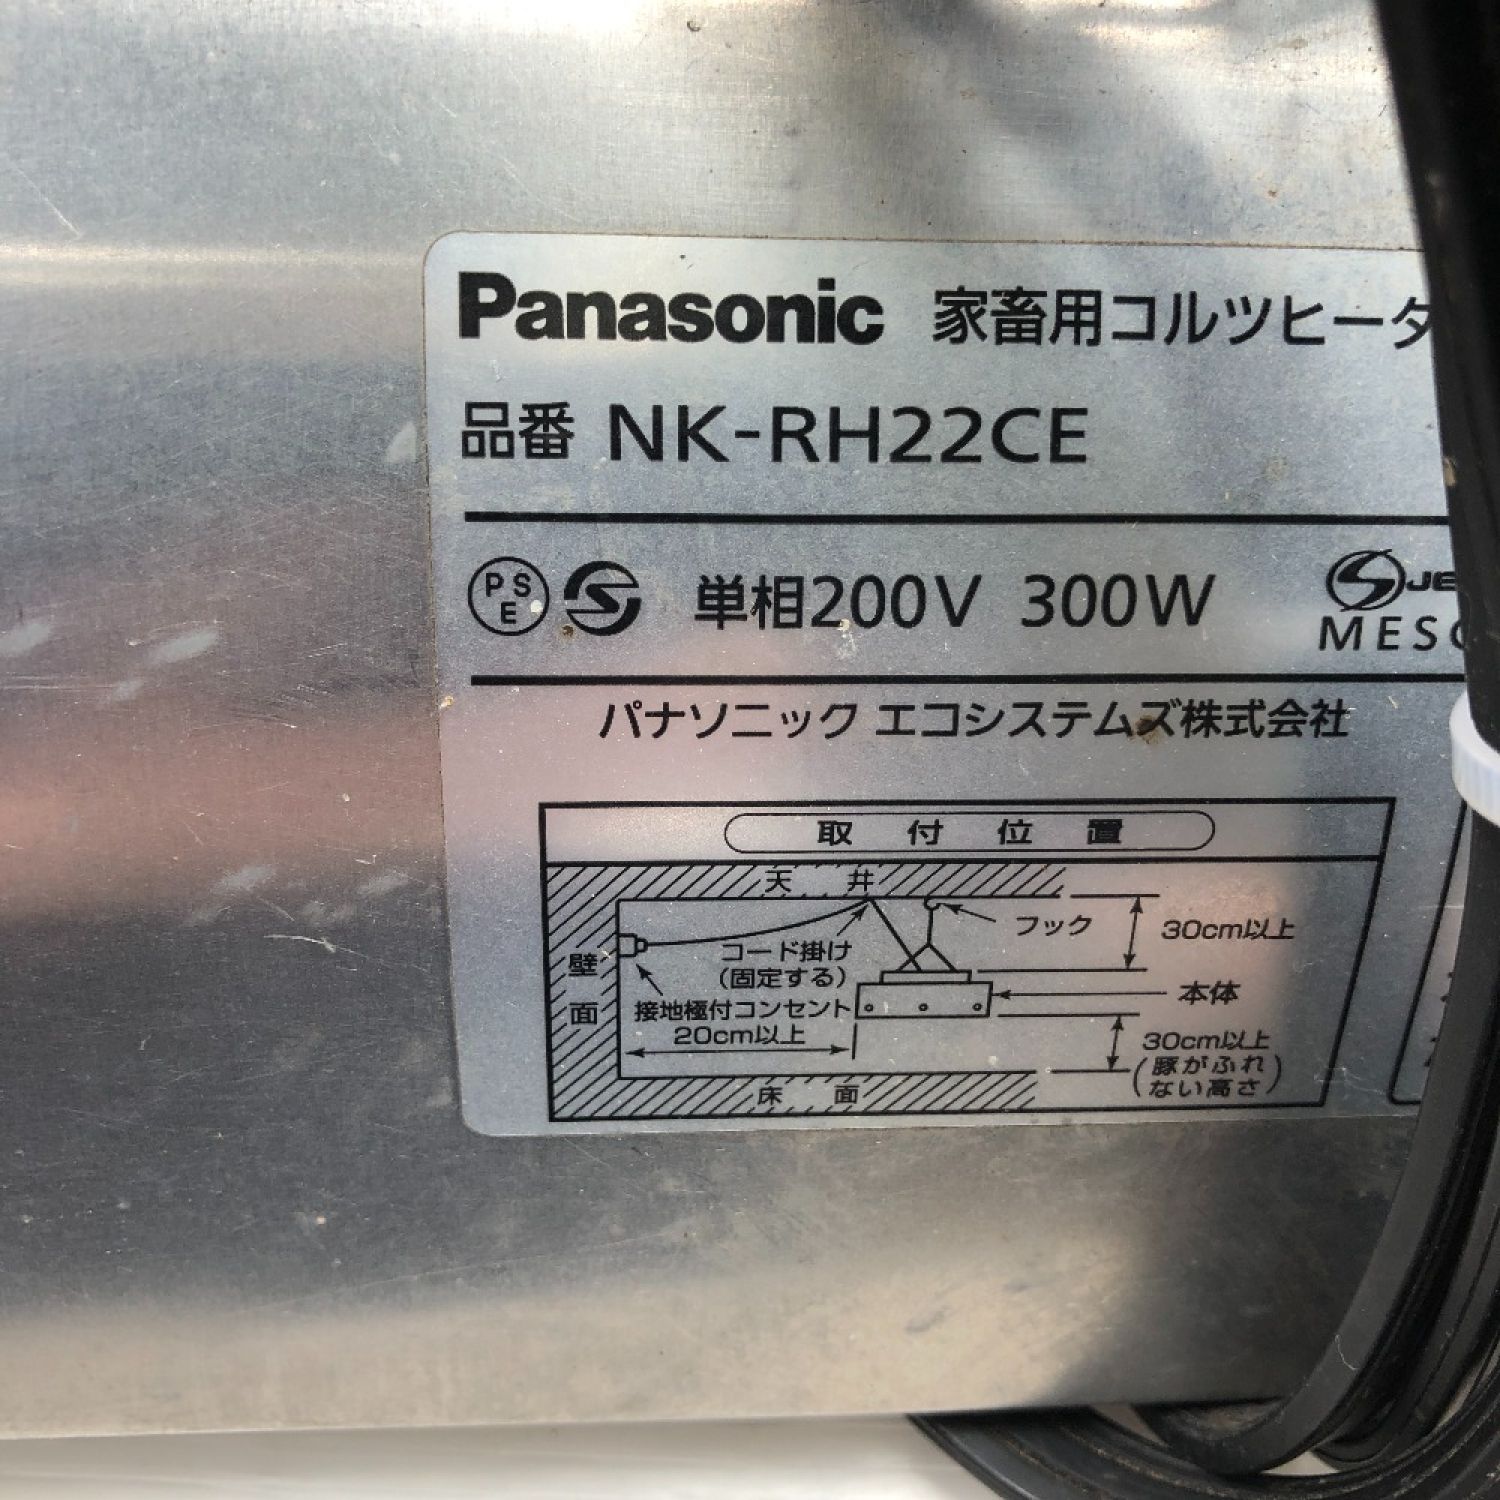 Panasonic 家畜用コルツヒータ
品番 NK-RH22CE
PSE 単相200V 300W
JE
MES
パナソニック エコシステムズ株式会社
取付位置
天井
フック
30cm以上
コード掛け
(固定する)
壁面
接地極付コンセント
本体
20cm以上
30cm以上
(豚がふれ
ない高さ)
床面